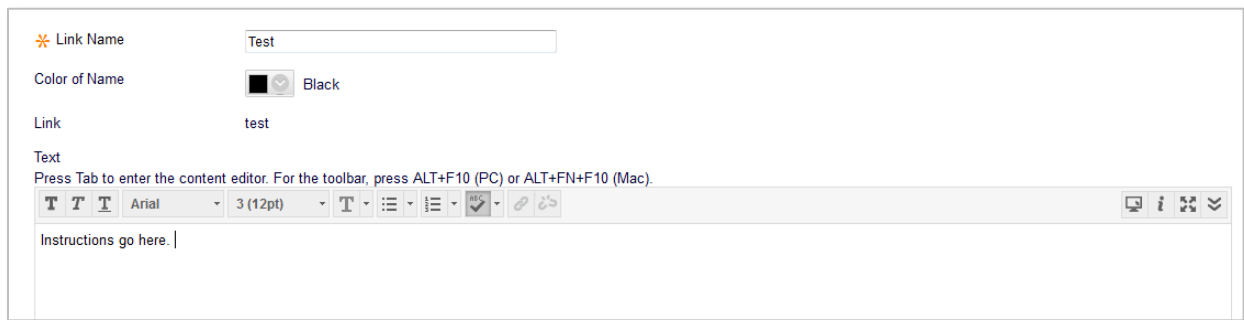 Link Name Test
Color of Name Black
Link test
Text
Press Tab to enter the content editor. For the toolbar, press ALT+F10 (PC) or ALT+FN+F10 (Mac).
T T T Arial 3 (12pt) T ABC i
Instructions go here.